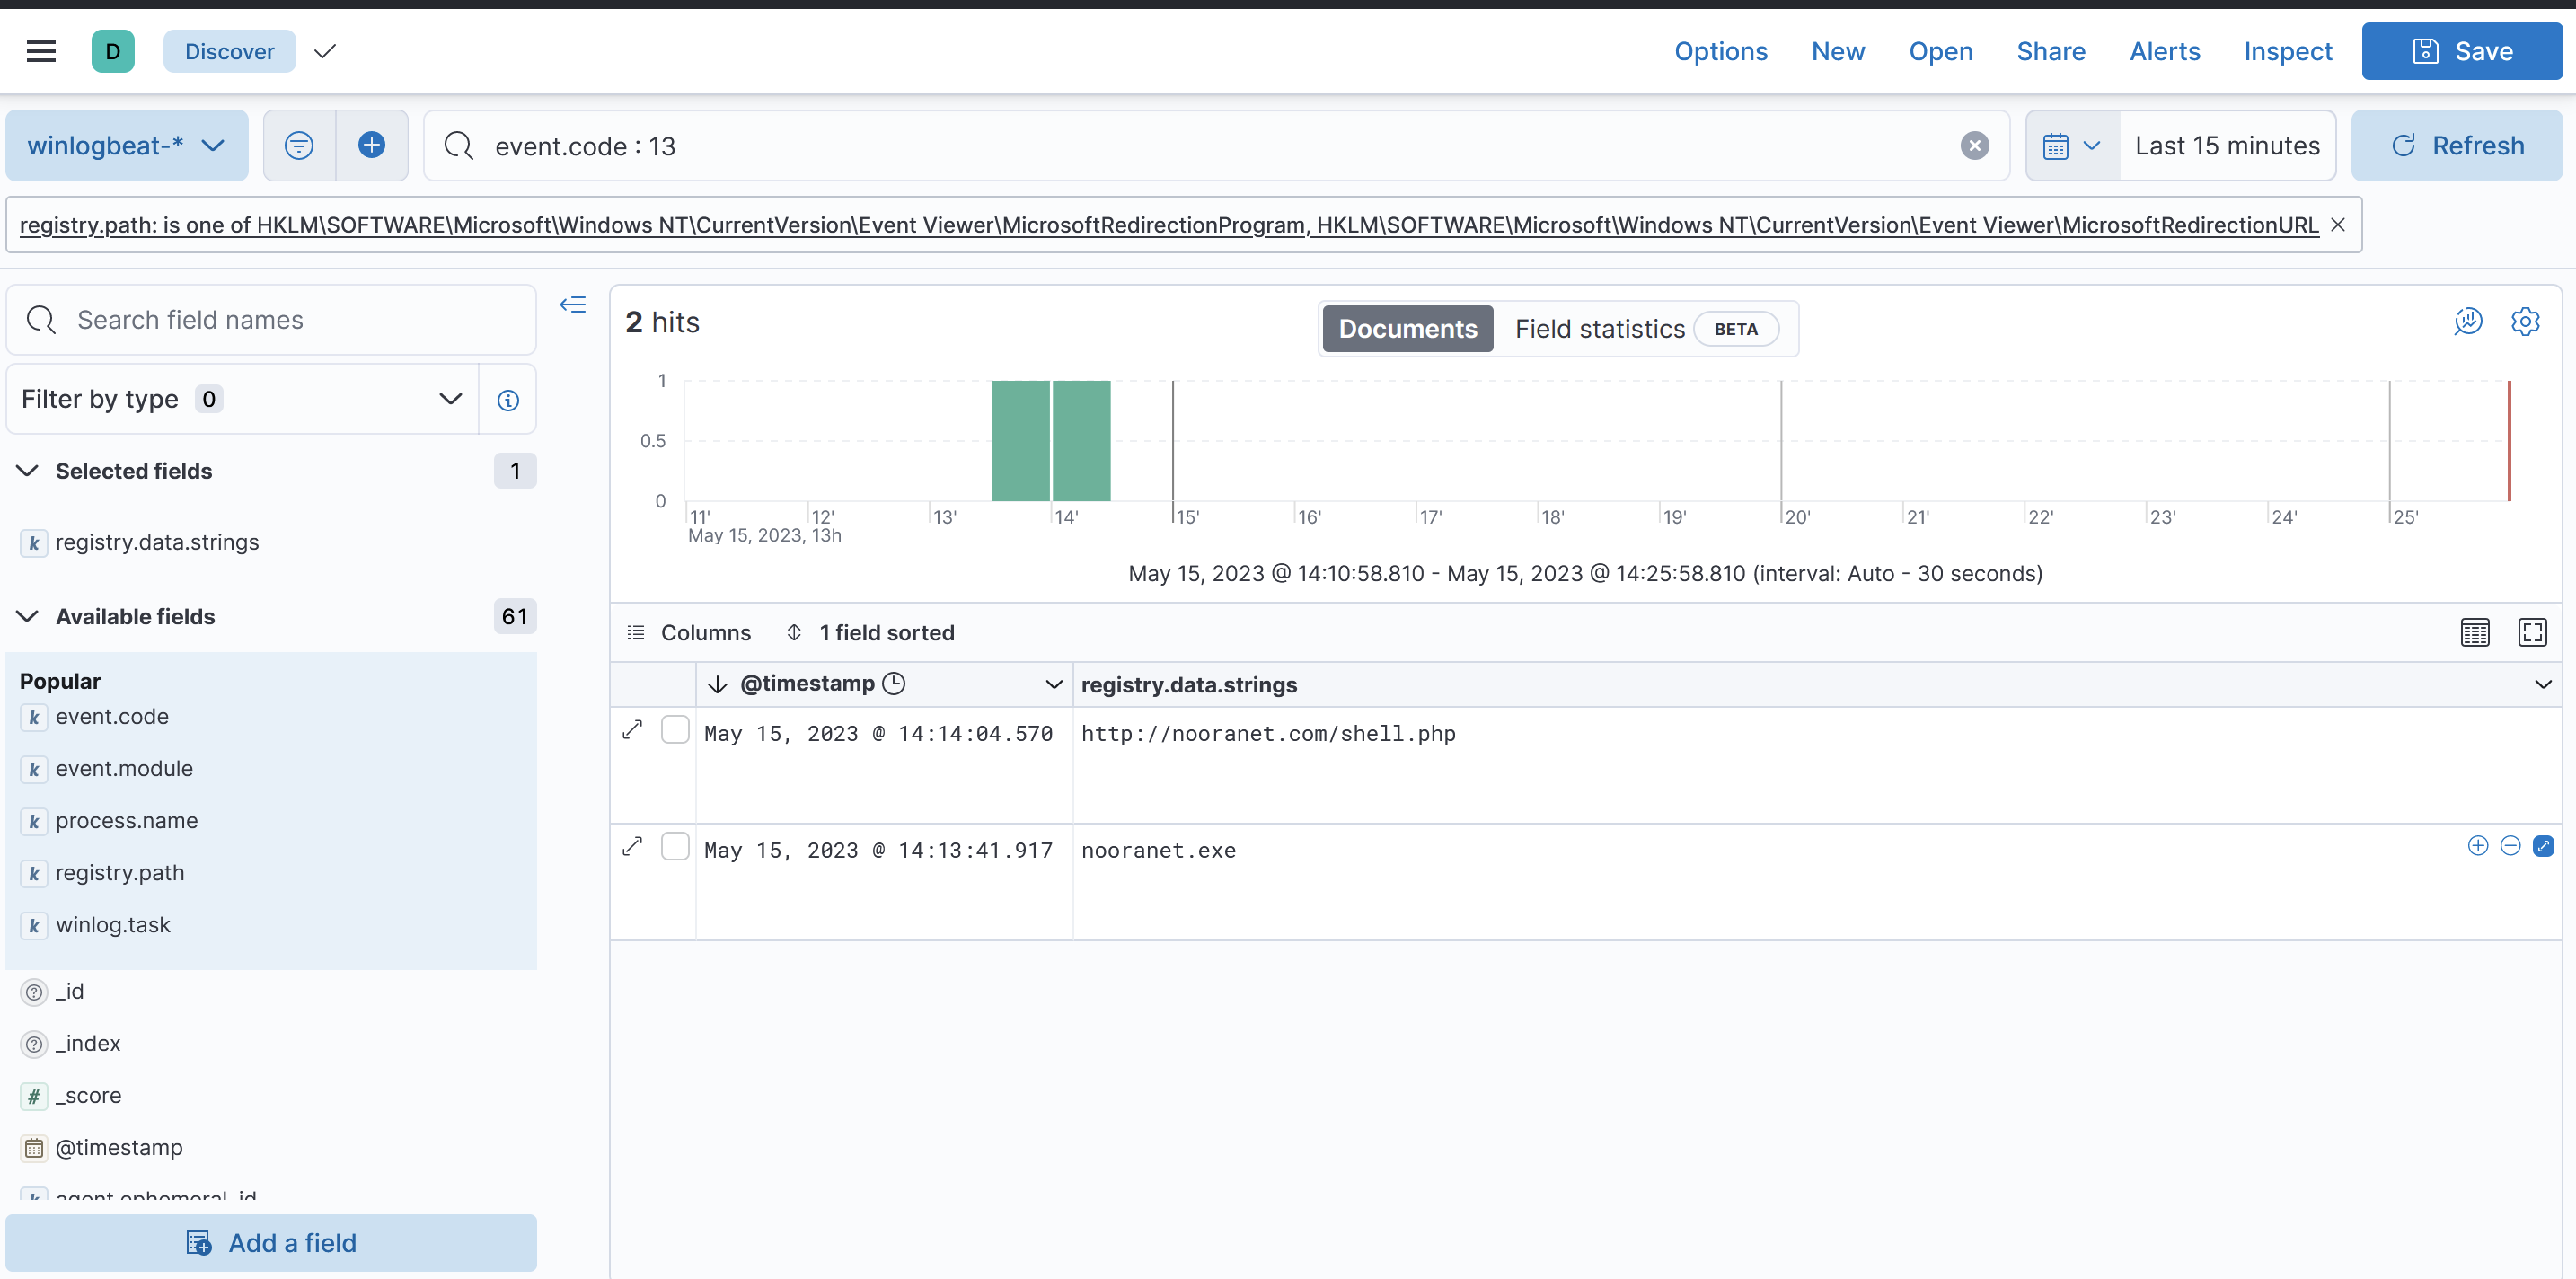 D Discover Options New Open Share Alerts Inspect Save
winlogbeat-* event.code : 13 Last 15 minutes Refresh
registry.path: is one of HKLM\SOFTWARE\Microsoft\Windows NT\CurrentVersion\Event Viewer\MicrosoftRedirectionProgram, HKLM\SOFTWARE\Microsoft\Windows NT\CurrentVersion\Event Viewer\MicrosoftRedirectionURL
Search field names
Filter by type 0
Selected fields 1
k registry.data.strings
Available fields 61
Popular
k event.code
k event.module
k process.name
k registry.path
k winlog.task
_id
_index
# _score
@timestamp
k agent.ephemeral_id
Add a field
2 hits
Documents Field statistics BETA
1
0.5
0
11' 12' 13' 14' 15' 16' 17' 18' 19' 20' 21' 22' 23' 24' 25'
May 15, 2023, 13h
May 15, 2023 @ 14:10:58.810 - May 15, 2023 @ 14:25:58.810 (interval: Auto - 30 seconds)
Columns 1 field sorted
@timestamp registry.data.strings
May 15, 2023 @ 14:14:04.570 http://nooranet.com/shell.php
May 15, 2023 @ 14:13:41.917 nooranet.exe